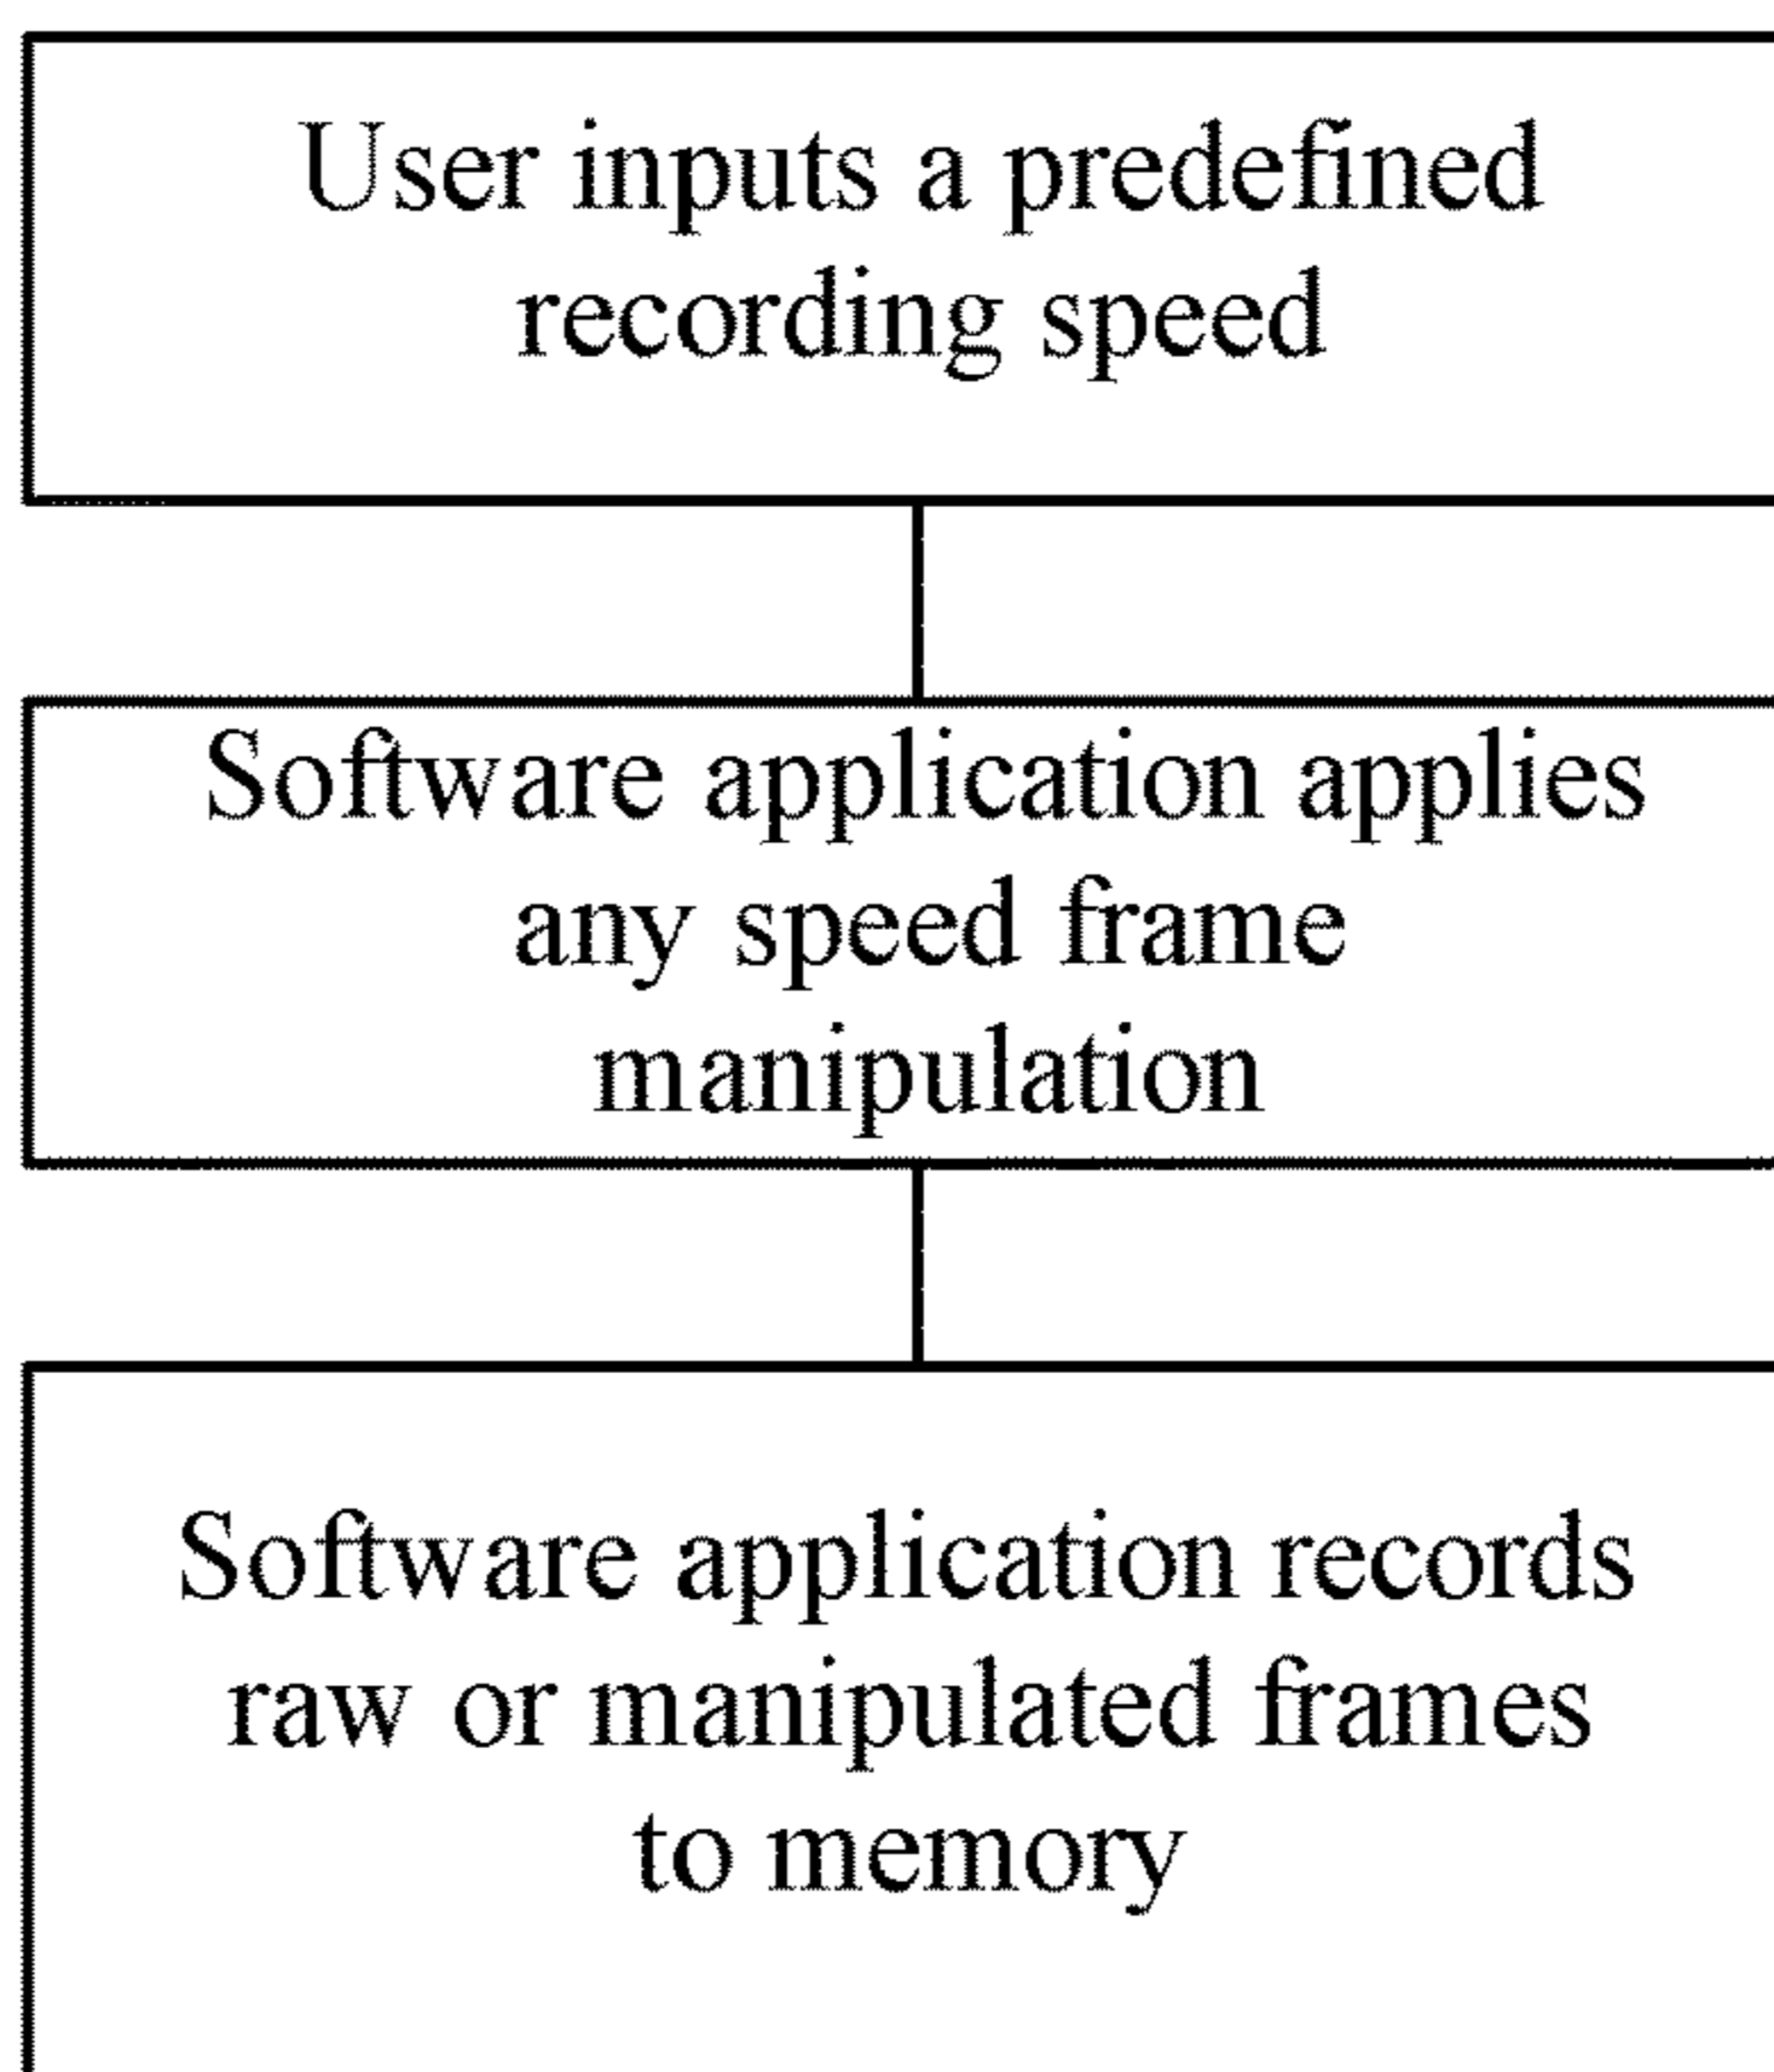 User inputs a predefined
recording speed
Software application applies
any speed frame
manipulation
Software application records
raw or manipulated frames
to memory